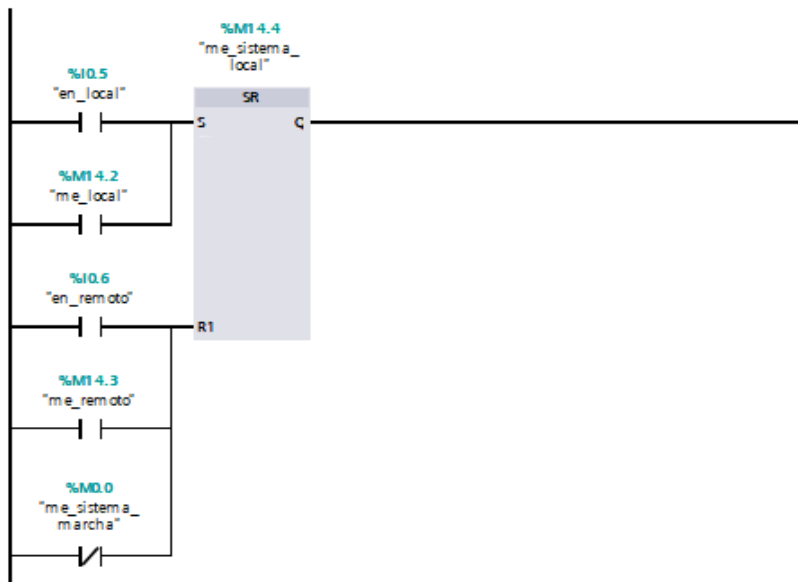 %M14.4
"me_sistema_
local"
%I0.5
"en_local"
SR
S
Q
%M14.2
"me_local"
%I0.6
"en_remoto"
R1
%M14.3
"me_remoto"
%M0.0
"me_sistema_
marcha"